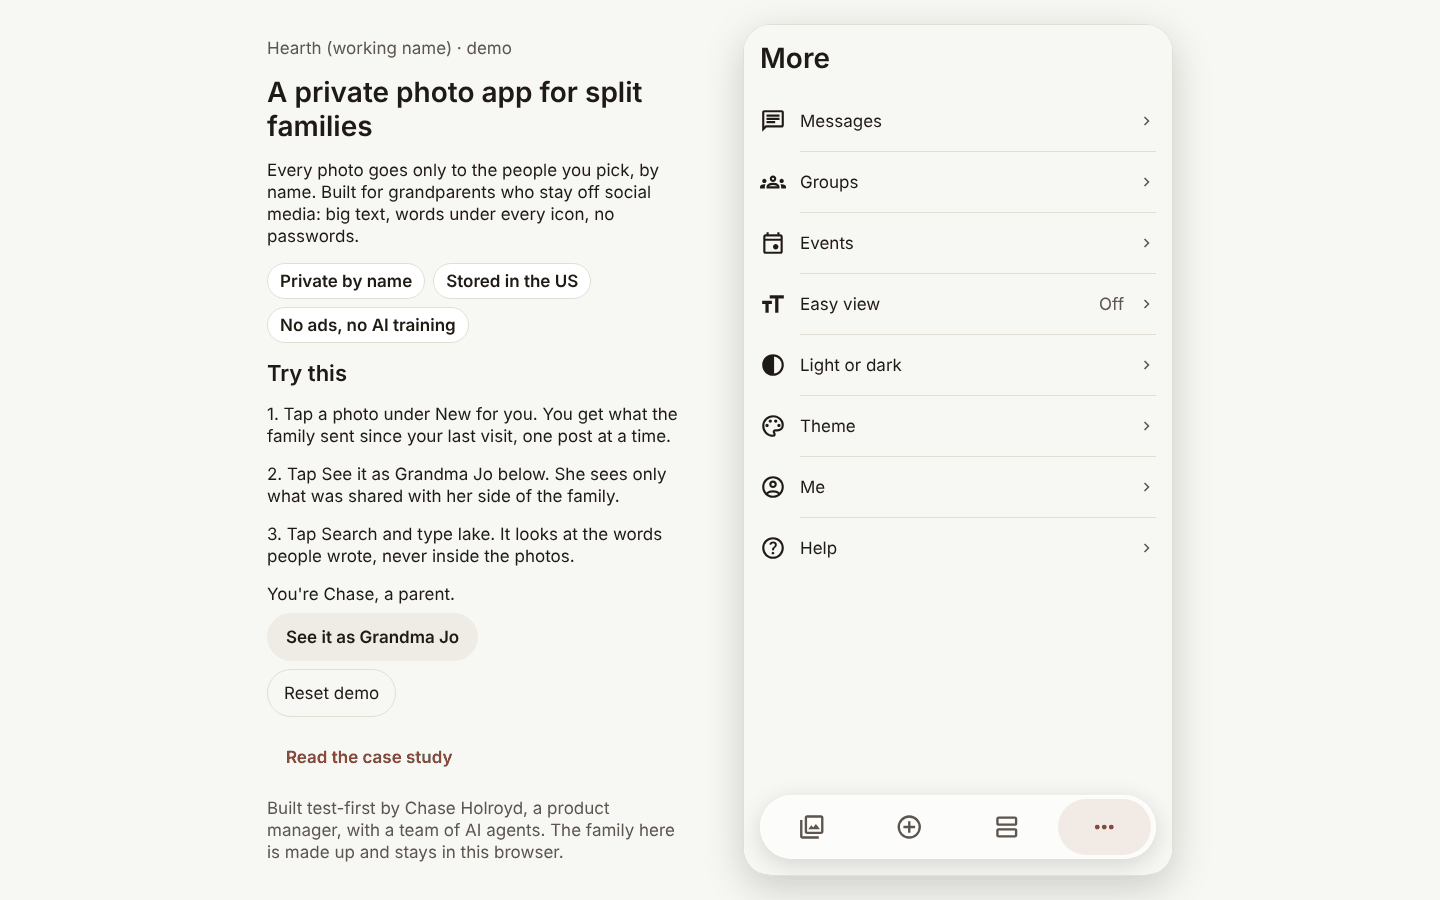 Hearth (working name) · demo
A private photo app for split
families
Every photo goes only to the people you pick, by
name. Built for grandparents who stay off social
media: big text, words under every icon, no
passwords.
Private by name
Stored in the US
No ads, no AI training
Try this
1. Tap a photo under New for you. You get what the
family sent since your last visit, one post at a time.
2. Tap See it as Grandma Jo below. She sees only
what was shared with her side of the family.
3. Tap Search and type lake. It looks at the words
people wrote, never inside the photos.
You're Chase, a parent.
See it as Grandma Jo
Reset demo
Read the case study
Built test-first by Chase Holroyd, a product
manager, with a team of AI agents. The family here
is made up and stays in this browser.
More
Messages
Groups
Events
Easy view Off
Light or dark
Theme
Me
Help